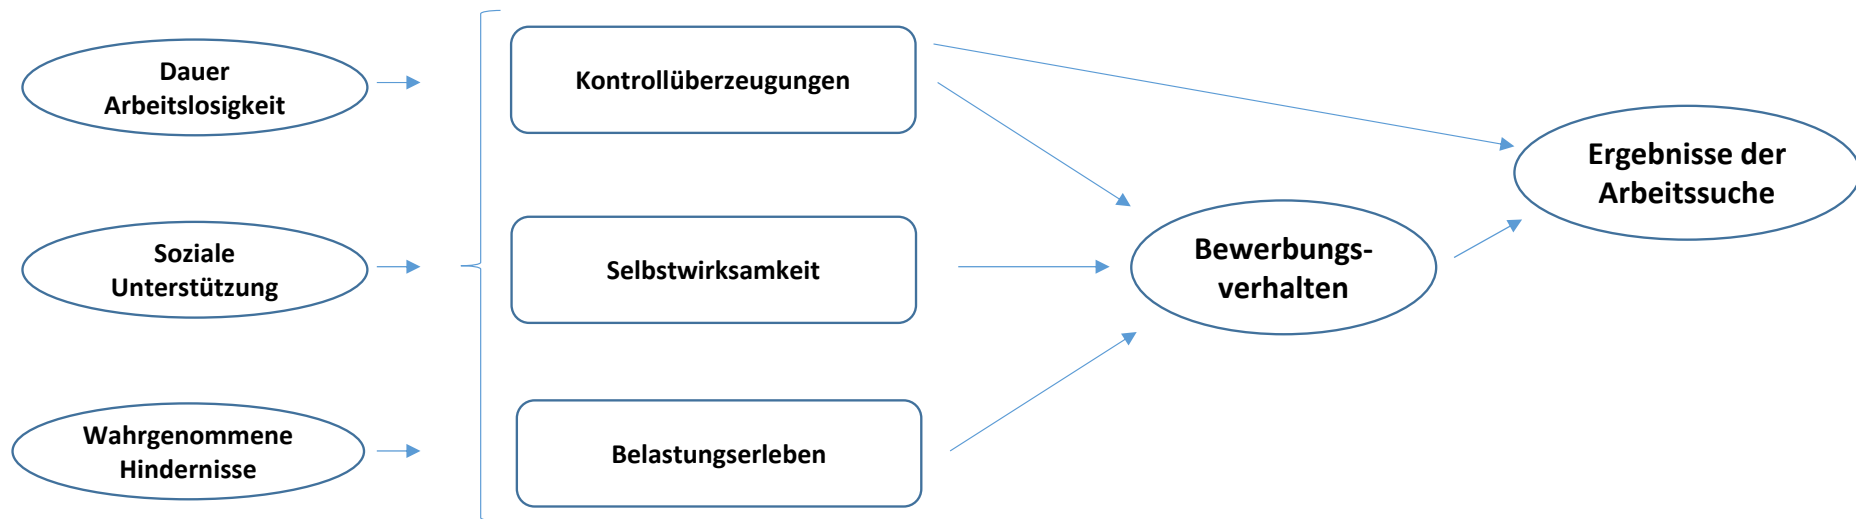 Dauer
Arbeitslosigkeit
Kontrollüberzeugungen
Ergebnisse der
Arbeitssuche
Soziale
Unterstützung
Selbstwirksamkeit
Bewerbungs-
verhalten
Wahrgenommene
Hindernisse
Belastungserleben